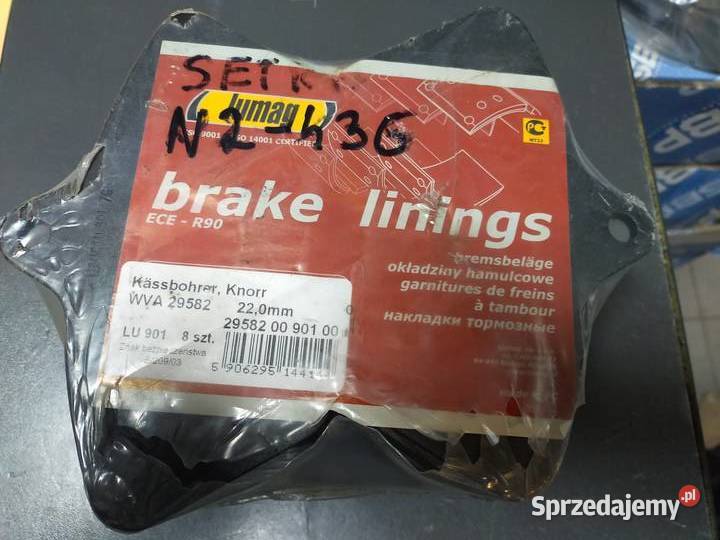 SETRA
N2-436
lumag
ISO 14001 CERTIFIED
brake linings
ECE - R90
bremsbeläge
okładziny hamulcowe
garnitures de freins
à tambour
накладки тормозные
Kässbohrer, Knorr
WVA 29582 22,0mm
29582 00 901 00
LU 901 8 szt.
Znak bezpieczeństwa
5 906295 144
Sprzedajemy.pl